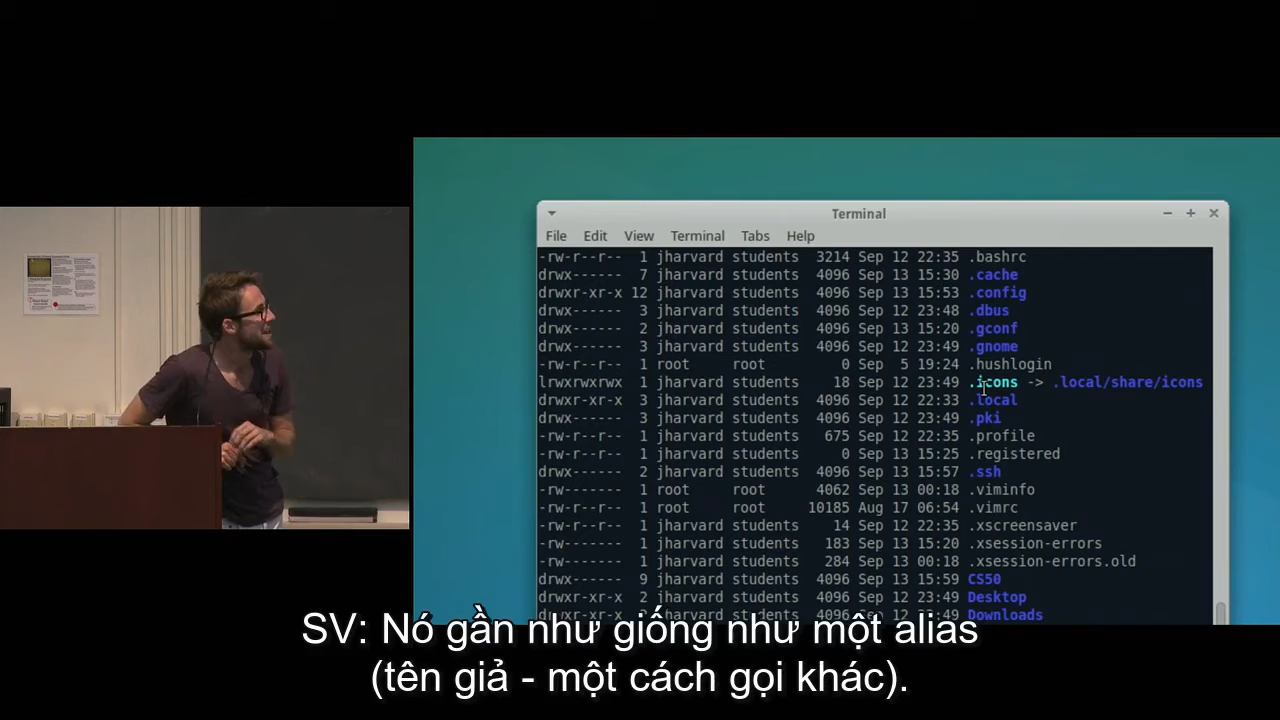 Terminal
File Edit View Terminal Tabs Help
-rw-r--r-- 1 jharvard students 3214 Sep 12 22:35 .bashrc
drwx------ 7 jharvard students 4096 Sep 13 15:30 .cache
drwxr-xr-x 12 jharvard students 4096 Sep 13 15:53 .config
drwx------ 3 jharvard students 4096 Sep 12 23:48 .dbus
drwx------ 2 jharvard students 4096 Sep 13 15:20 .gconf
drwx------ 3 jharvard students 4096 Sep 12 23:49 .gnome
-rw-r--r-- 1 root root 0 Sep 5 19:24 .hushlogin
lrwxrwxrwx 1 jharvard students 18 Sep 12 23:49 .icons -> .local/share/icons
drwxr-xr-x 3 jharvard students 4096 Sep 12 22:33 .local
drwx------ 3 jharvard students 4096 Sep 12 23:49 .pki
-rw-r--r-- 1 jharvard students 675 Sep 12 22:35 .profile
-rw-r--r-- 1 jharvard students 0 Sep 13 15:25 .registered
drwx------ 2 jharvard students 4096 Sep 13 15:57 .ssh
-rw------- 1 root root 4062 Sep 13 00:18 .viminfo
-rw-r--r-- 1 root root 10185 Aug 17 06:54 .vimrc
-rw-r--r-- 1 jharvard students 14 Sep 12 22:35 .xscreensaver
-rw------- 1 jharvard students 183 Sep 13 15:20 .xsession-errors
-rw------- 1 jharvard students 284 Sep 13 00:18 .xsession-errors.old
drwx------ 9 jharvard students 4096 Sep 13 15:59 CS50
drwxr-xr-x 2 jharvard students 4096 Sep 12 23:49 Desktop
drwxr-xr-x 2 jharvard students 4096 Sep 12 23:49 Downloads
SV: Nó gần như giống như một alias
(tên giả - một cách gọi khác).